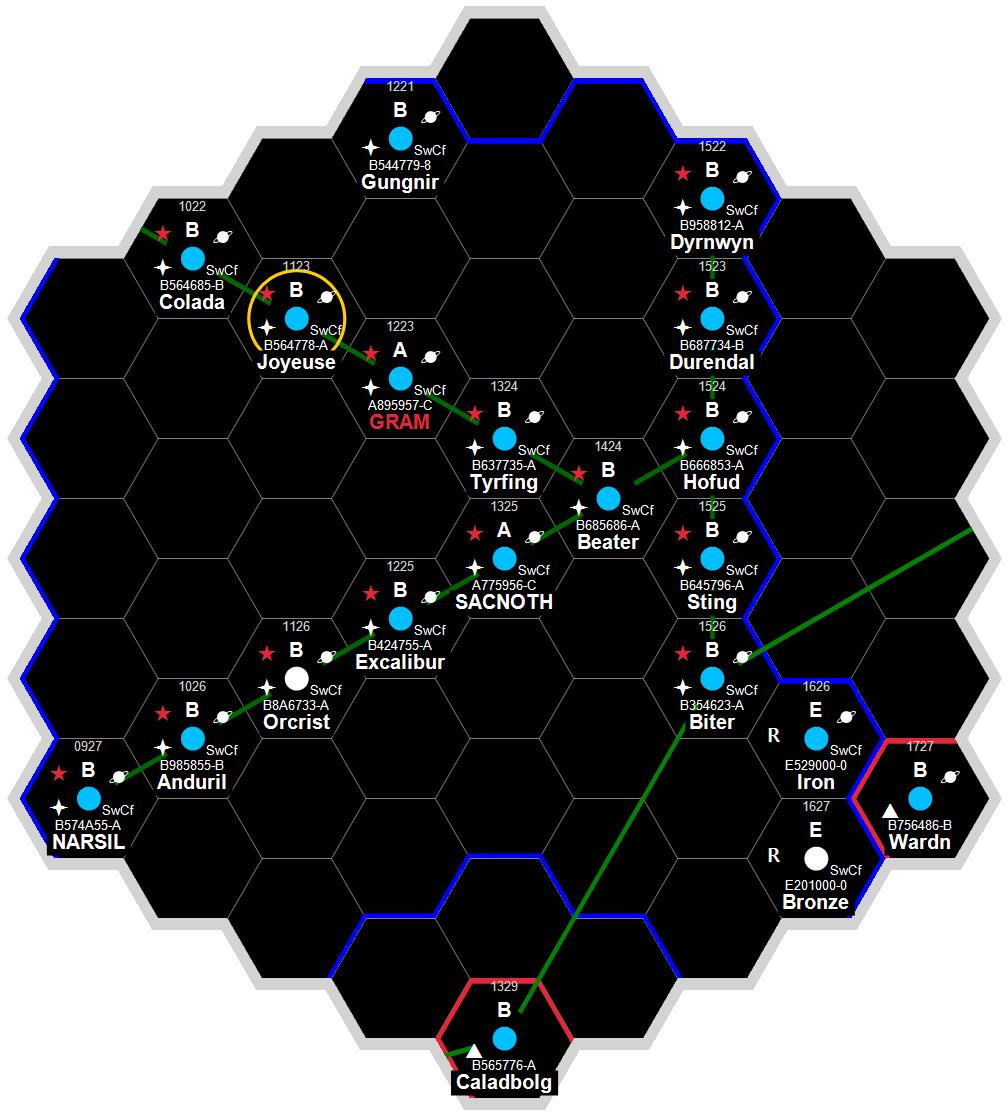 1221
B
SwCf
B544779-8
Gungnir
1522
B
SwCf
B958812-A
Dyrnwyn
1022
B
SwCf
B564685-B
Colada
1123
B
SwCf
B564778-A
Joyeuse
1523
B
SwCf
B687734-B
Durendal
1223
A
SwCf
A895957-C
GRAM
1324
B
SwCf
B637735-A
Tyrfing
1524
B
SwCf
B666853-A
Hofud
1424
B
SwCf
B685686-A
Beater
1325
A
SwCf
A775956-C
SACNOTH
1525
B
SwCf
B645796-A
Sting
1225
B
SwCf
B424755-A
Excalibur
1126
B
SwCf
B8A6733-A
Orcrist
1526
B
SwCf
B354623-A
Biter
1026
B
SwCf
B985855-B
Anduril
1626
E
R
SwCf
E529000-0
Iron
0927
B
SwCf
B574A55-A
NARSIL
1727
B
B756486-B
Wardn
1627
E
R
SwCf
E201000-0
Bronze
1329
B
B565776-A
Caladbolg